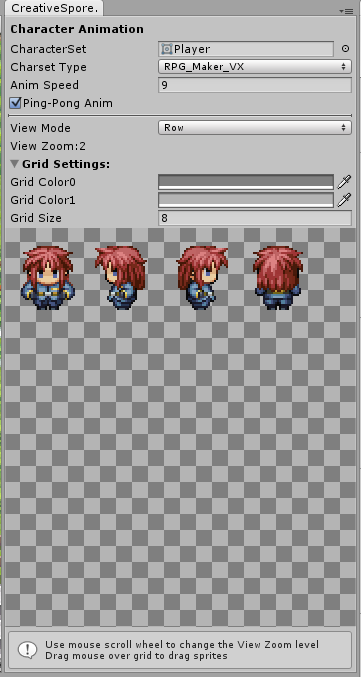 CreativeSpore.
Character Animation
CharacterSet Player
Charset Type RPG_Maker_VX
Anim Speed 9
Ping-Pong Anim
View Mode Row
View Zoom:2
Grid Settings:
Grid Color0
Grid Color1
Grid Size 8
Use mouse scroll wheel to change the View Zoom level
Drag mouse over grid to drag sprites